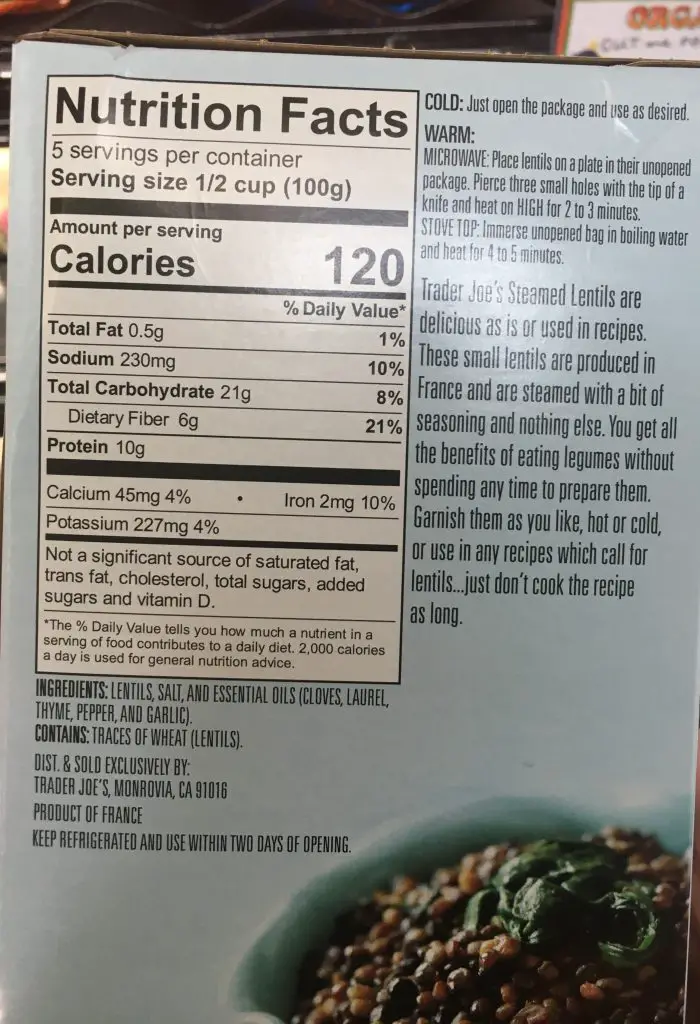 Nutrition Facts
5 servings per container
Serving size 1/2 cup (100g)
Amount per serving
Calories 120
% Daily Value*
Total Fat 0.5g 1%
Sodium 230mg 10%
Total Carbohydrate 21g 8%
Dietary Fiber 6g 21%
Protein 10g
Calcium 45mg 4% • Iron 2mg 10%
Potassium 227mg 4%
Not a significant source of saturated fat,
trans fat, cholesterol, total sugars, added
sugars and vitamin D.
*The % Daily Value tells you how much a nutrient in a
serving of food contributes to a daily diet. 2,000 calories
a day is used for general nutrition advice.
INGREDIENTS: LENTILS, SALT, AND ESSENTIAL OILS (CLOVES, LAUREL,
THYME, PEPPER, AND GARLIC).
CONTAINS: TRACES OF WHEAT (LENTILS).
DIST. & SOLD EXCLUSIVELY BY:
TRADER JOE'S, MONROVIA, CA 91016
PRODUCT OF FRANCE
KEEP REFRIGERATED AND USE WITHIN TWO DAYS OF OPENING.
COLD: Just open the package and use as desired.
WARM:
MICROWAVE: Place lentils on a plate in their unopened
package. Pierce three small holes with the tip of a
knife and heat on HIGH for 2 to 3 minutes.
STOVE TOP: Immerse unopened bag in boiling water
and heat for 4 to 5 minutes.
Trader Joe's Steamed Lentils are
delicious as is or used in recipes.
These small lentils are produced in
France and are steamed with a bit of
seasoning and nothing else. You get all
the benefits of eating legumes without
spending any time to prepare them.
Garnish them as you like, hot or cold,
or use in any recipes which call for
lentils...just don't cook the recipe
as long.